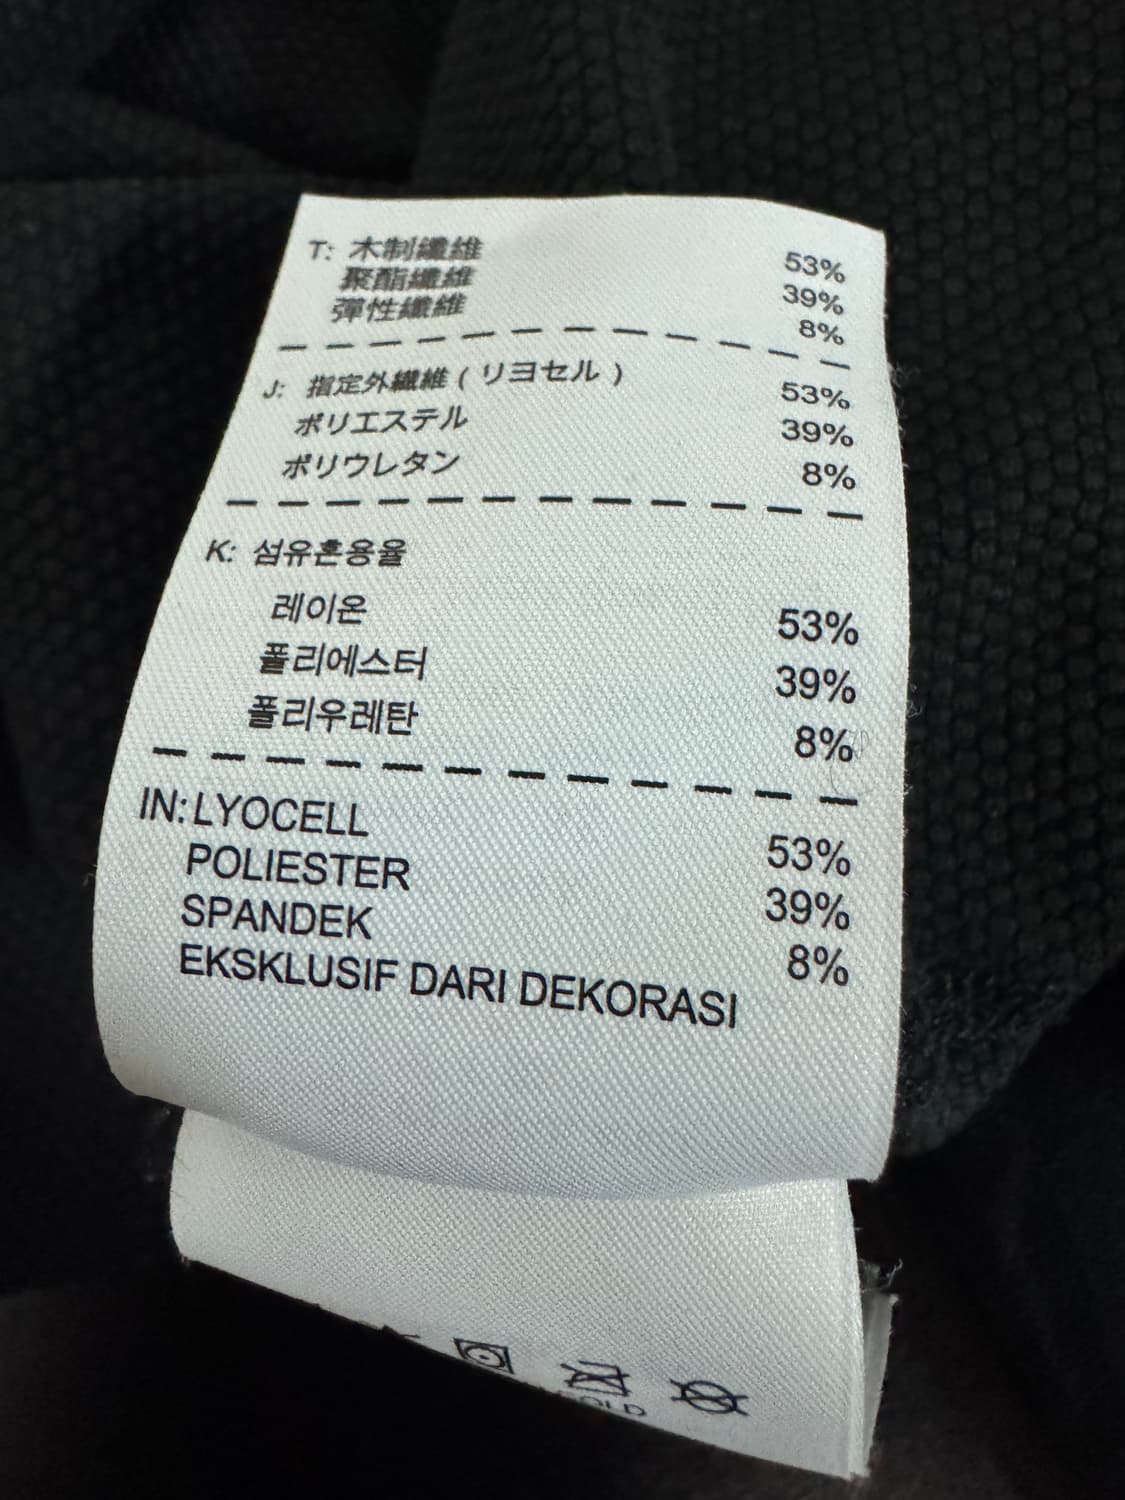 T: 木制纖維 53%
聚酯纖維 39%
彈性纖維 8%
J: 指定外繊維 ( リヨセル ) 53%
ポリエステル 39%
ポリウレタン 8%
K: 섬유혼용율
레이온 53%
폴리에스터 39%
폴리우레탄 8%
IN: LYOCELL 53%
POLIESTER 39%
SPANDEK 8%
EKSKLUSIF DARI DEKORASI